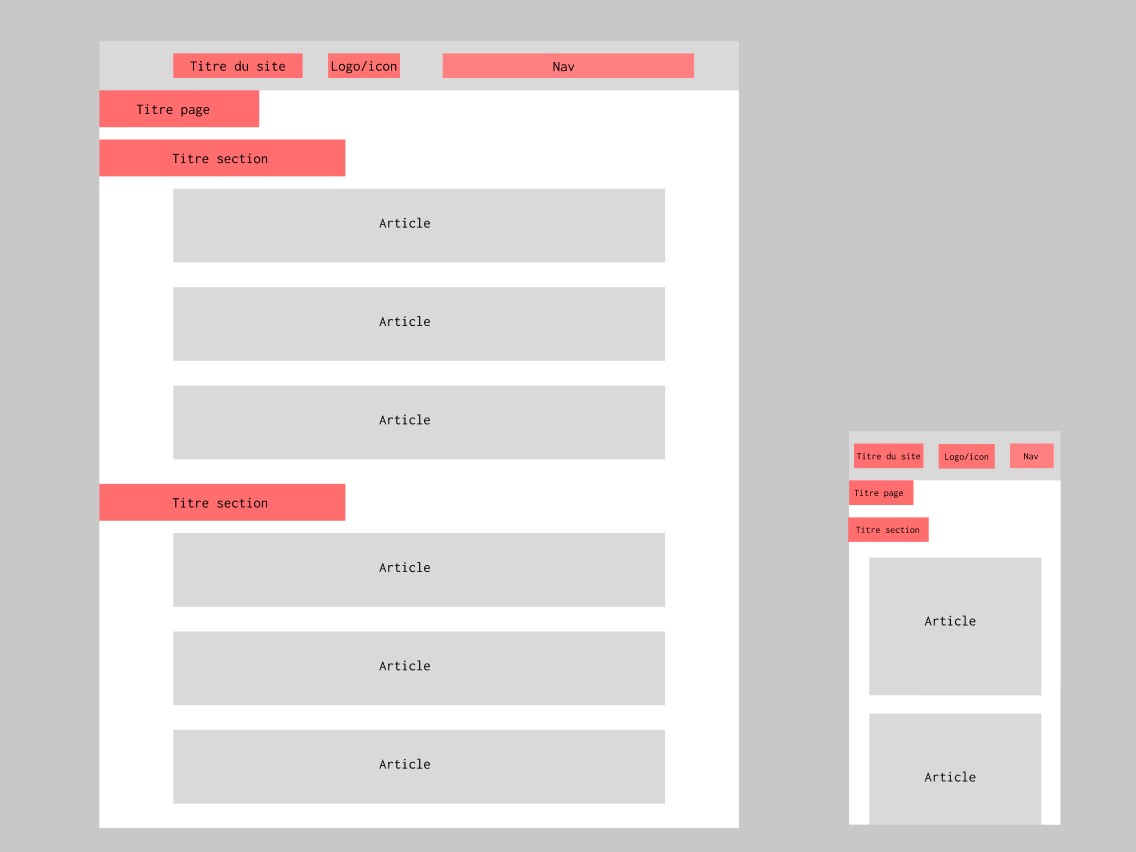 Titre du site
Logo/icon
Nav
Titre page
Titre section
Article
Article
Article
Titre section
Article
Article
Article
Titre du site
Logo/icon
Nav
Titre page
Titre section
Article
Article